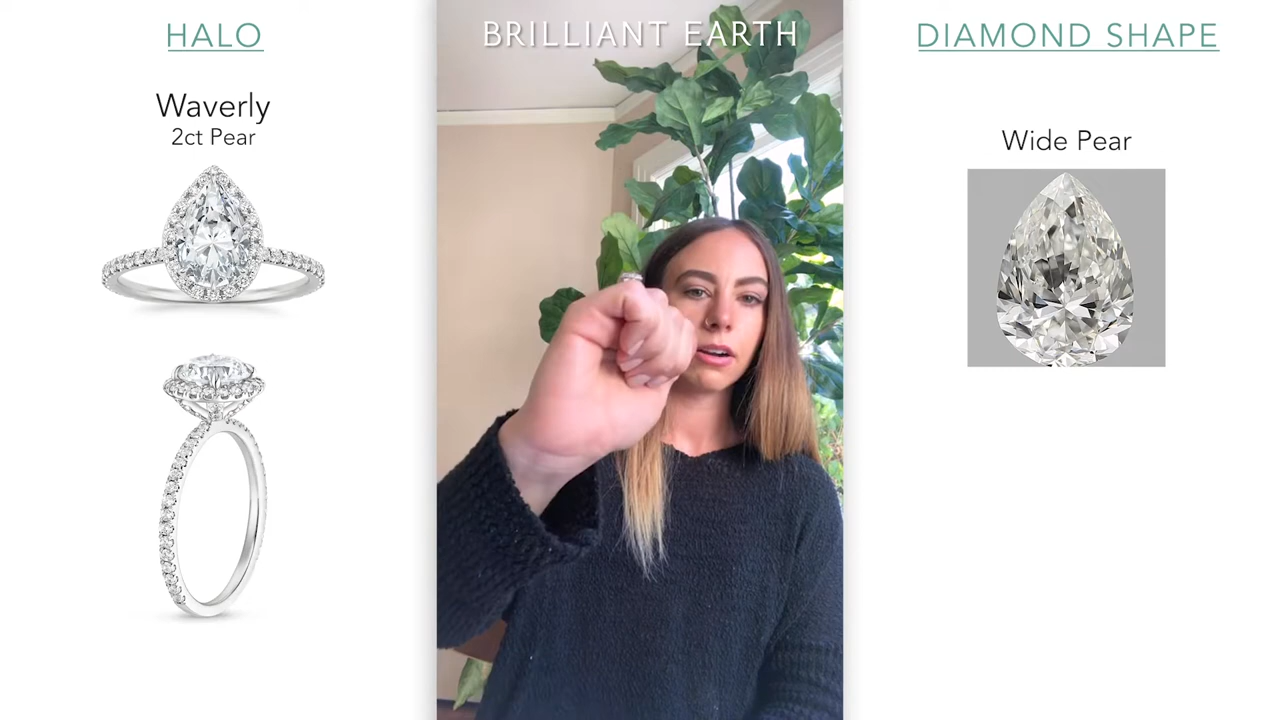 HALO
Waverly
2ct Pear
BRILLIANT EARTH
DIAMOND SHAPE
Wide Pear